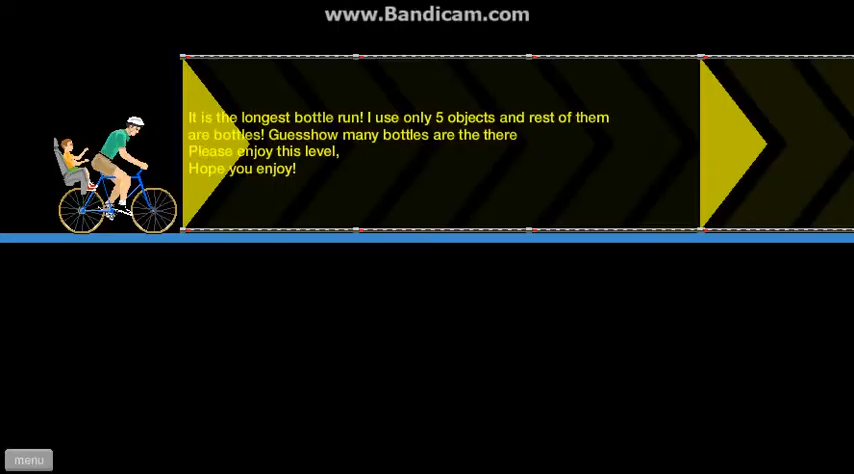 www.Bandicam.com
It is the longest bottle run! I use only 5 objects and rest of them
are bottles! Guesshow many bottles are the there
Please enjoy this level,
Hope you enjoy!
menu